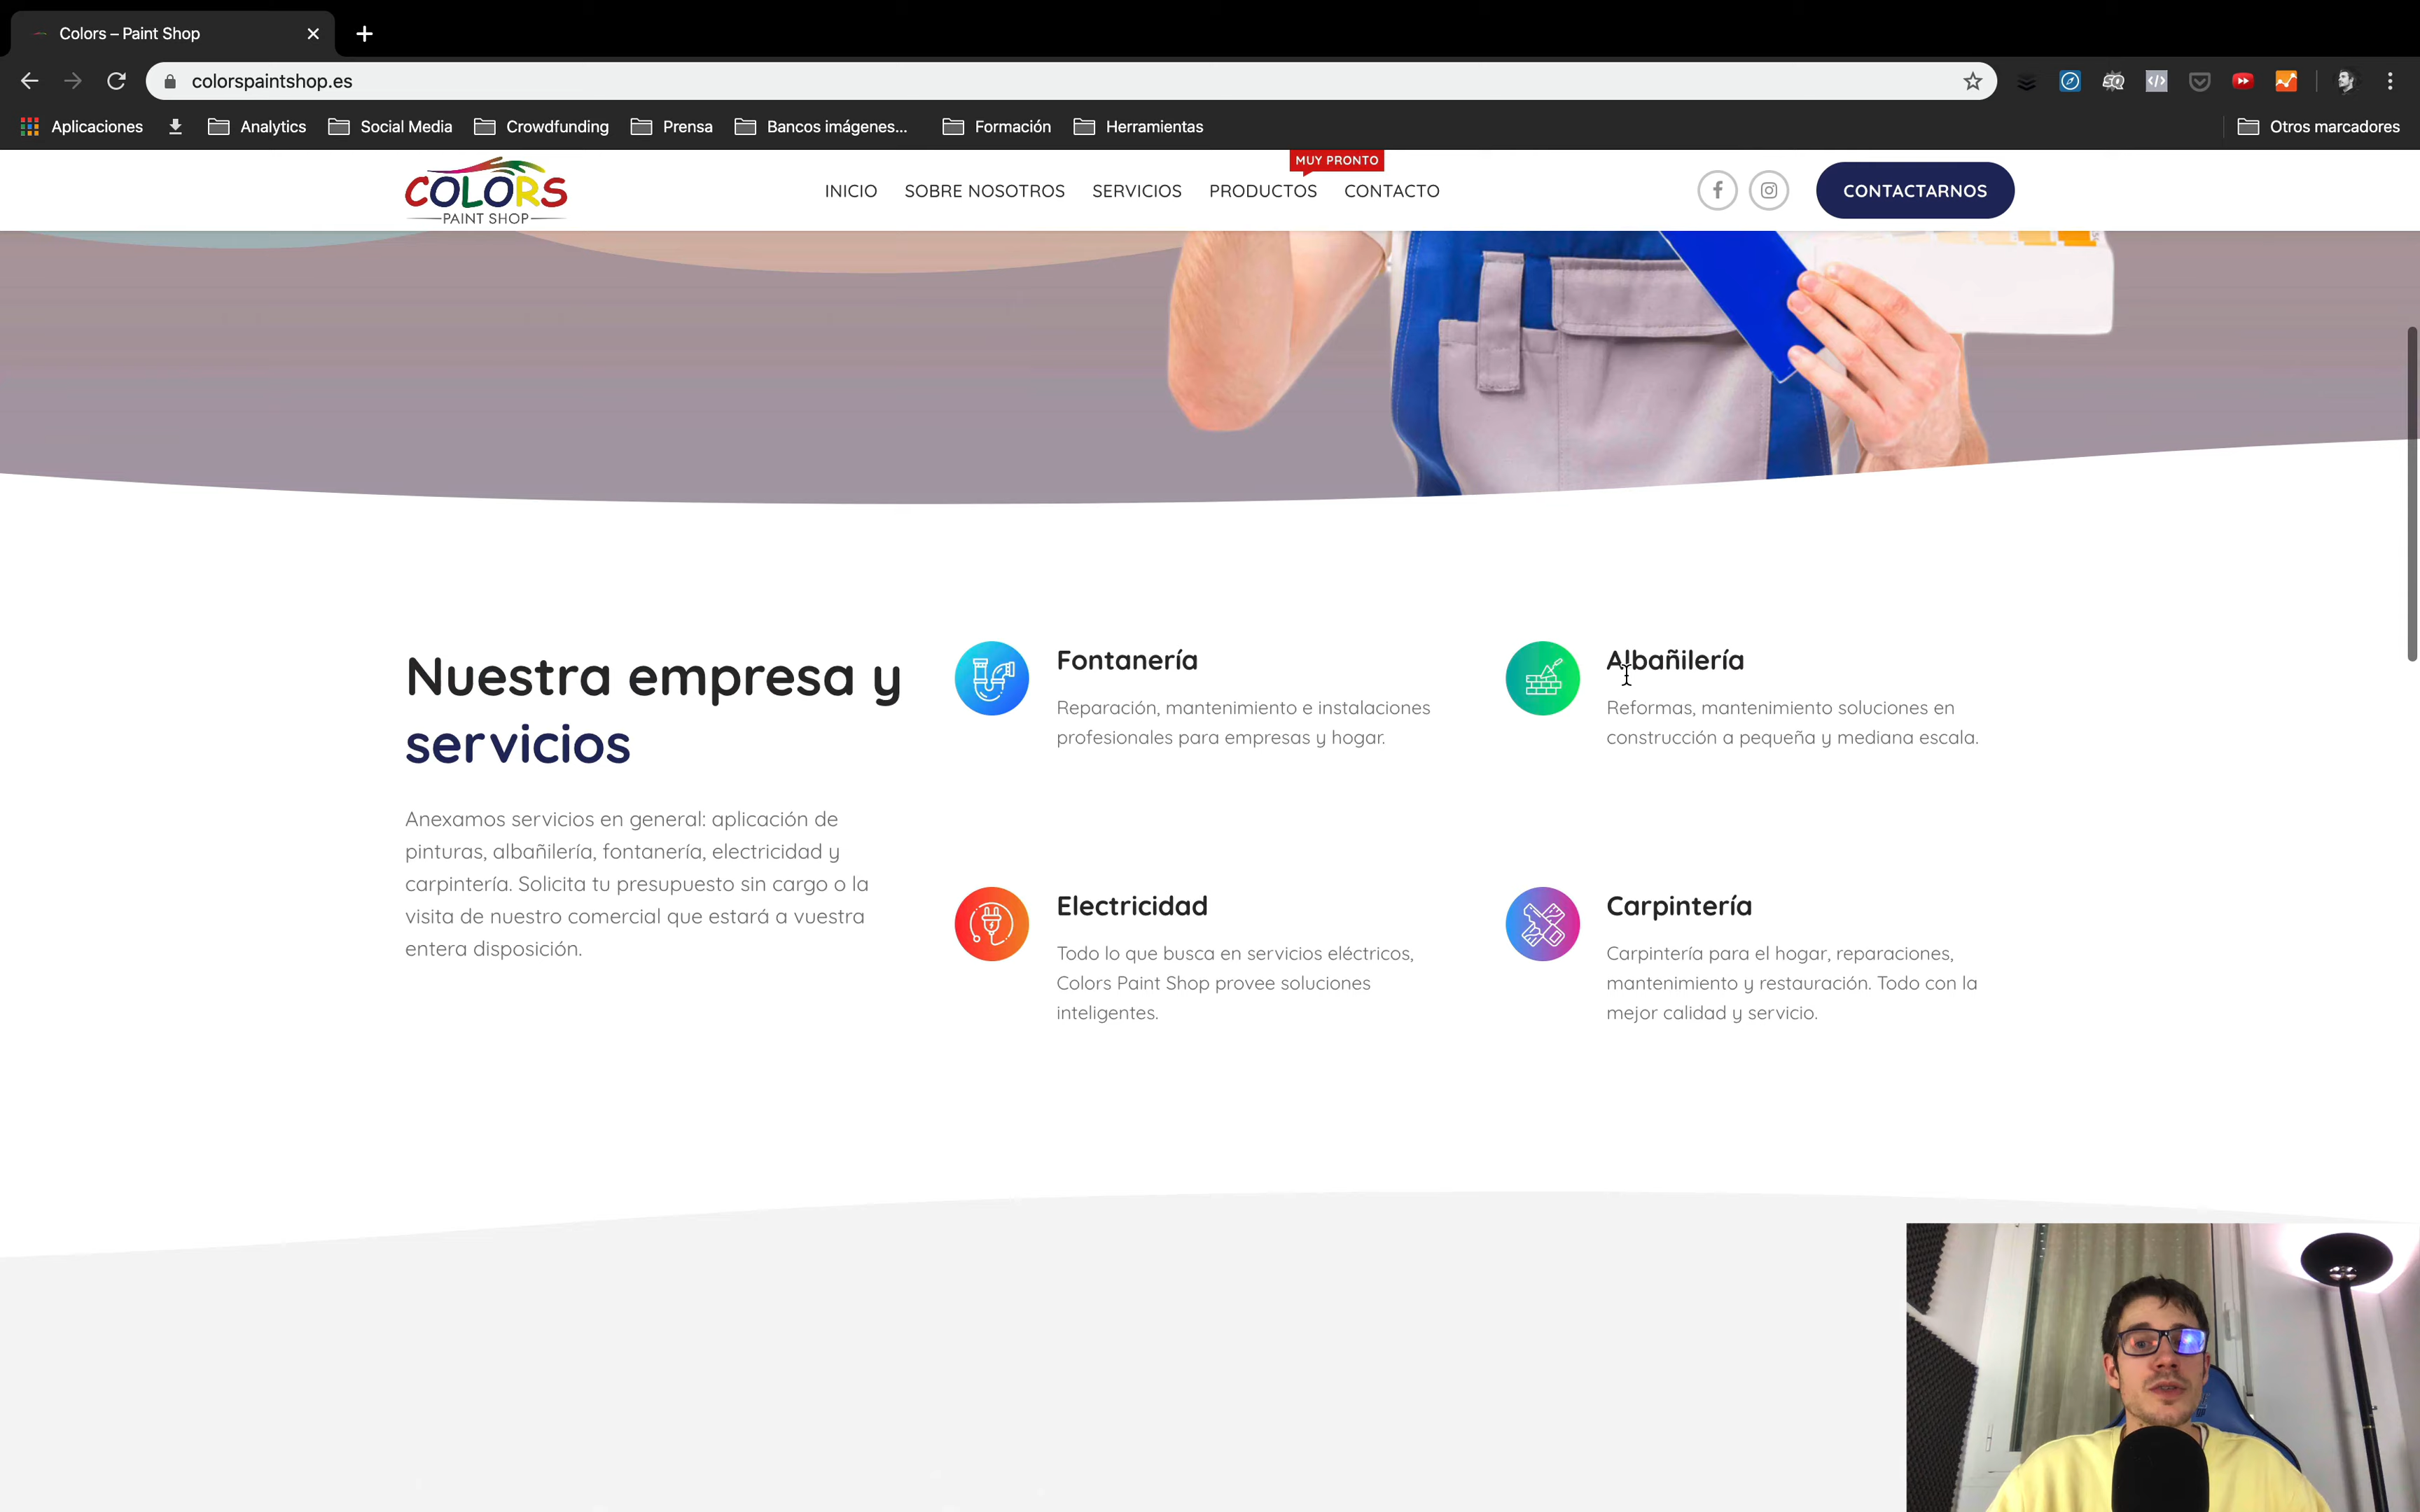 Colors – Paint Shop
colorspaintshop.es
Aplicaciones
Analytics
Social Media
Crowdfunding
Prensa
Bancos imágenes...
Formación
Herramientas
Otros marcadores
COLORS
PAINT SHOP
INICIO
SOBRE NOSOTROS
SERVICIOS
MUY PRONTO
PRODUCTOS
CONTACTO
CONTACTARNOS
Nuestra empresa y
servicios
Anexamos servicios en general: aplicación de
pinturas, albañilería, fontanería, electricidad y
carpintería. Solicita tu presupuesto sin cargo o la
visita de nuestro comercial que estará a vuestra
entera disposición.
Fontanería
Reparación, mantenimiento e instalaciones
profesionales para empresas y hogar.
Albañilería
Reformas, mantenimiento soluciones en
construcción a pequeña y mediana escala.
Electricidad
Todo lo que busca en servicios eléctricos,
Colors Paint Shop provee soluciones
inteligentes.
Carpintería
Carpintería para el hogar, reparaciones,
mantenimiento y restauración. Todo con la
mejor calidad y servicio.